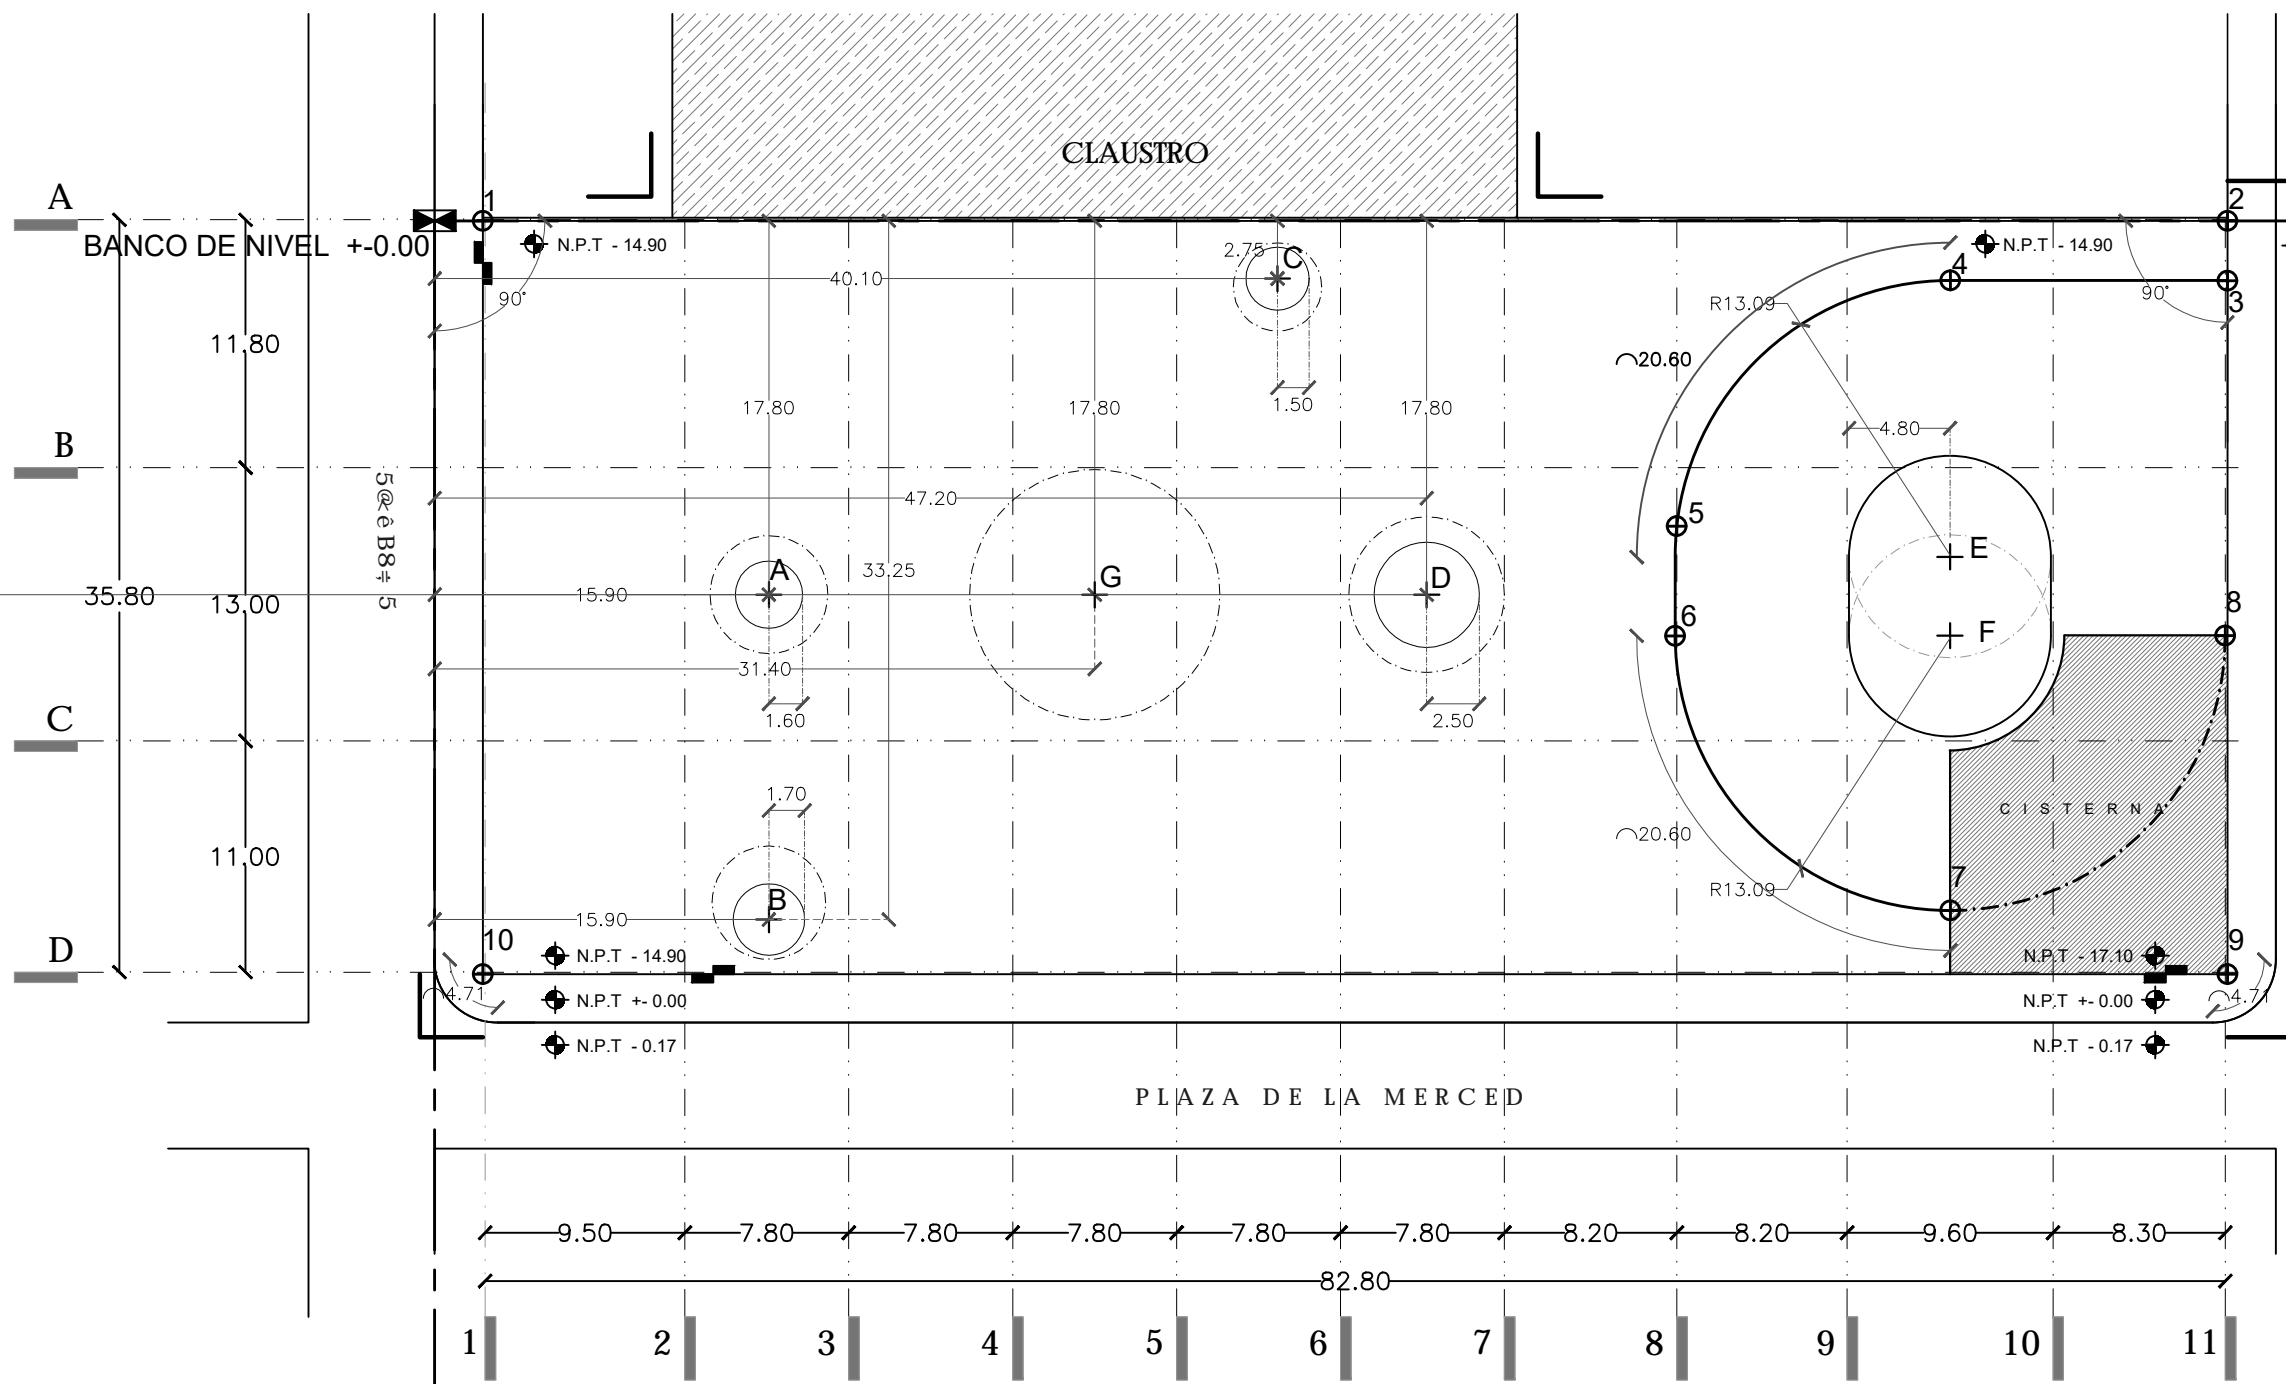 CLAUSTRO
A
1
2
BANCO DE NIVEL +-0.00
N.P.T - 14.90
2.75
C
N.P.T - 14.90
40.10
4
90°
90°
3
R13.09
11.80
⌒20.60
17.80
17.80
1.50
17.80
4.80
B
47.20
5
E
33.25
A
G
D
35.80
13.00
15.90
8
6
F
31.40
C
1.60
2.50
1.70
CISTERNA
⌒20.60
11.00
7
R13.09
B
15.90
D
10
9
N.P.T - 14.90
N.P.T - 17.10
⌒4.71
N.P.T +- 0.00
N.P.T +- 0.00
⌒4.71
N.P.T - 0.17
N.P.T - 0.17
PLAZA DE LA MERCED
9.50 7.80 7.80 7.80 7.80 7.80 8.20 8.20 9.60 8.30
82.80
1 2 3 4 5 6 7 8 9 10 11